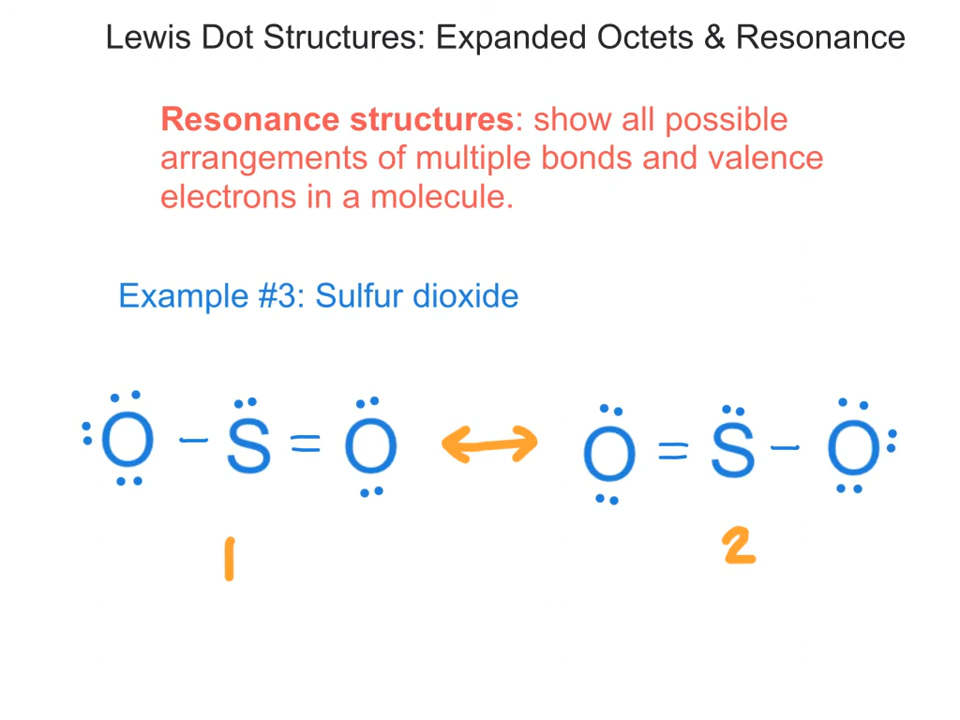 Lewis Dot Structures: Expanded Octets & Resonance
Resonance structures: show all possible
arrangements of multiple bonds and valence
electrons in a molecule.
Example #3: Sulfur dioxide
O – S = O ↔ O = S – O
1 2